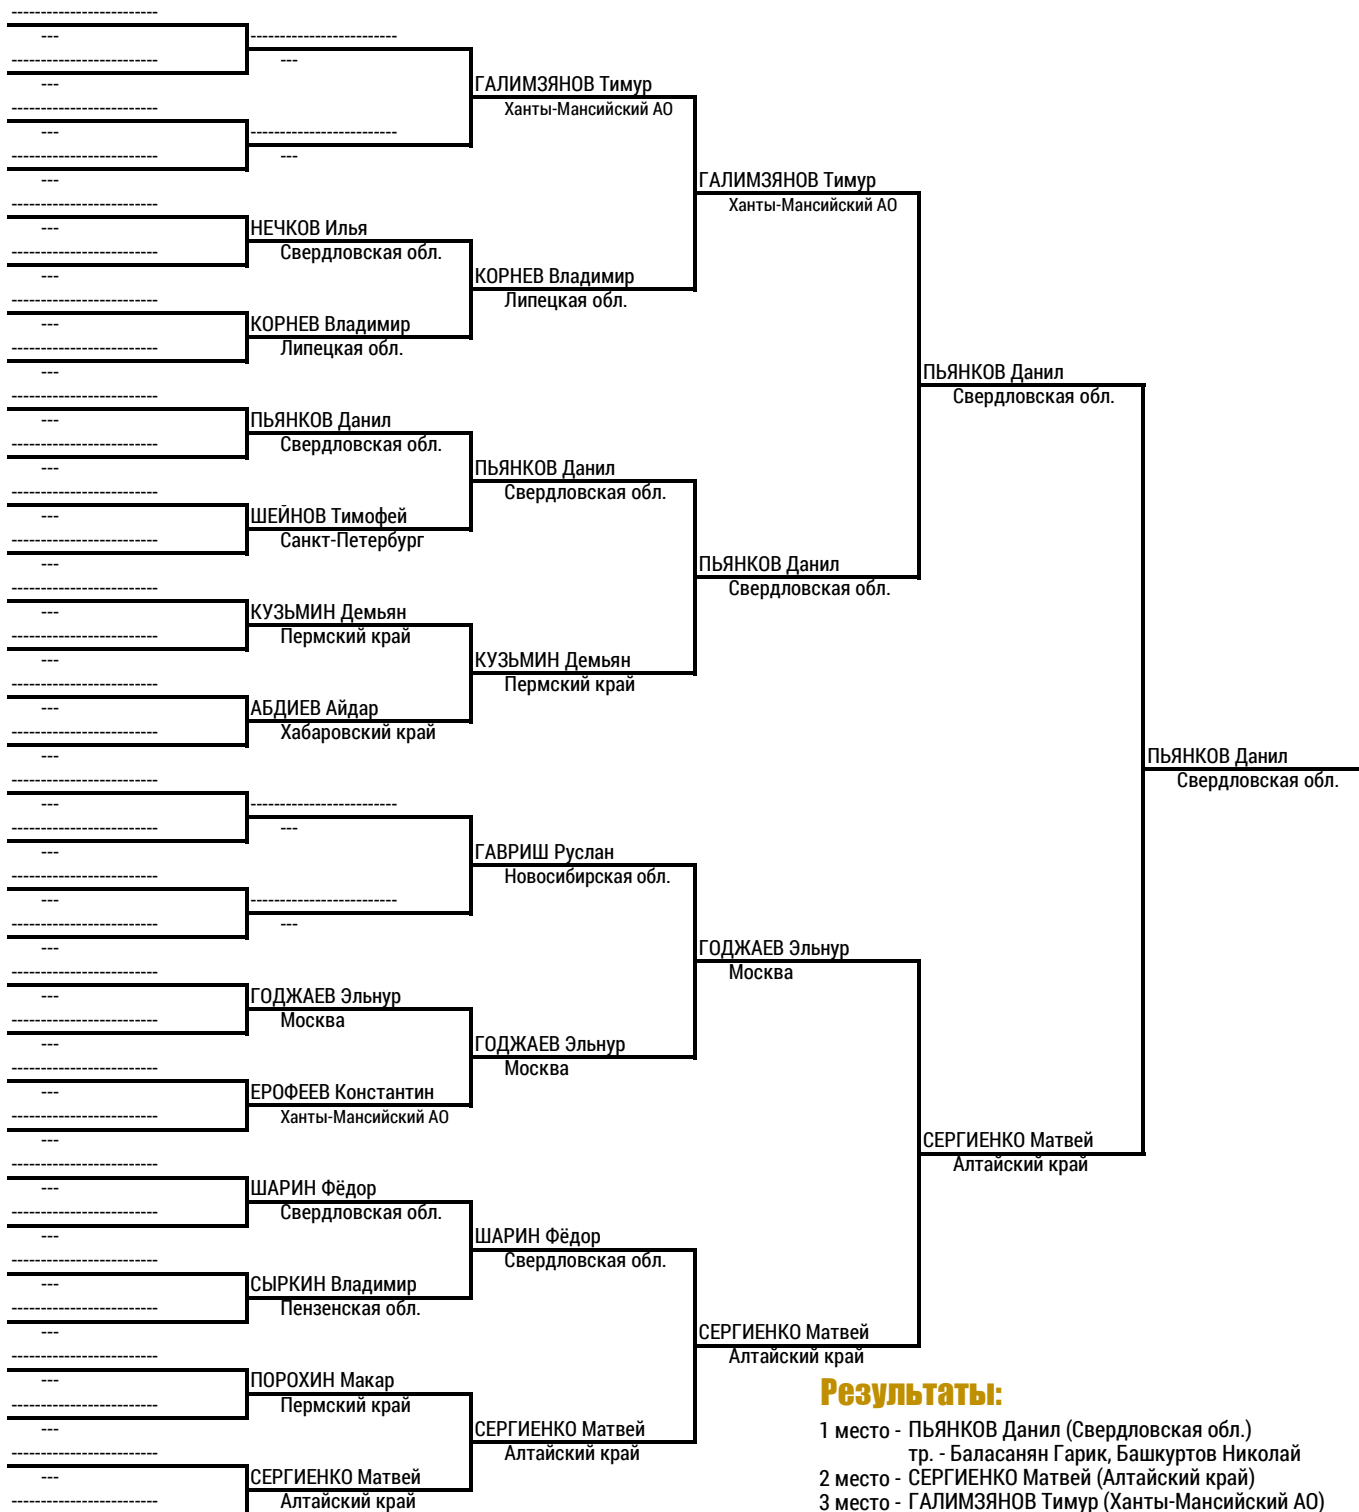 -------------------------
---
-------------------------
---
-------------------------
---
-------------------------
---
-------------------------
---
-------------------------
---
-------------------------
---
-------------------------
---
-------------------------
---
-------------------------
---
-------------------------
---
-------------------------
---
-------------------------
---
-------------------------
---
-------------------------
---
-------------------------
---
-------------------------
---
-------------------------
---
-------------------------
---
-------------------------
---
-------------------------
---
-------------------------
---
-------------------------
---
-------------------------
---
-------------------------
---
-------------------------
---
-------------------------
---
-------------------------
---
-------------------------
---
-------------------------
---
-------------------------
---
-------------------------
-------------------------
---
-------------------------
---
НЕЧКОВ Илья
Свердловская обл.
КОРНЕВ Владимир
Липецкая обл.
ПЬЯНКОВ Данил
Свердловская обл.
ШЕЙНОВ Тимофей
Санкт-Петербург
КУЗЬМИН Демьян
Пермский край
АБДИЕВ Айдар
Хабаровский край
-------------------------
---
-------------------------
---
ГОДЖАЕВ Эльнур
Москва
ЕРОФЕЕВ Константин
Ханты-Мансийский АО
ШАРИН Фёдор
Свердловская обл.
СЫРКИН Владимир
Пензенская обл.
ПОРОХИН Макар
Пермский край
СЕРГИЕНКО Матвей
Алтайский край
ГАЛИМЗЯНОВ Тимур
Ханты-Мансийский АО
КОРНЕВ Владимир
Липецкая обл.
ПЬЯНКОВ Данил
Свердловская обл.
КУЗЬМИН Демьян
Пермский край
ГАВРИШ Руслан
Новосибирская обл.
ГОДЖАЕВ Эльнур
Москва
ШАРИН Фёдор
Свердловская обл.
СЕРГИЕНКО Матвей
Алтайский край
ГАЛИМЗЯНОВ Тимур
Ханты-Мансийский АО
ПЬЯНКОВ Данил
Свердловская обл.
ГОДЖАЕВ Эльнур
Москва
СЕРГИЕНКО Матвей
Алтайский край
ПЬЯНКОВ Данил
Свердловская обл.
СЕРГИЕНКО Матвей
Алтайский край
ПЬЯНКОВ Данил
Свердловская обл.
Результаты:
1 место - ПЬЯНКОВ Данил (Свердловская обл.)
тр. - Баласанян Гарик, Башкуртов Николай
2 место - СЕРГИЕНКО Матвей (Алтайский край)
3 место - ГАЛИМЗЯНОВ Тимур (Ханты-Мансийский АО)